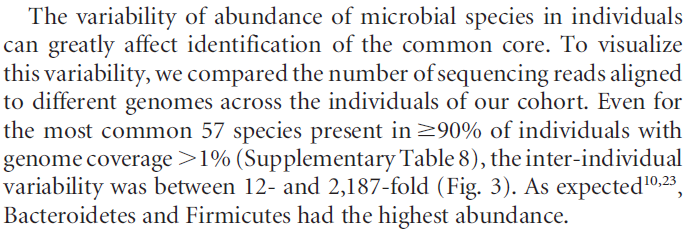 The variability of abundance of microbial species in individuals
can greatly affect identification of the common core. To visualize
this variability, we compared the number of sequencing reads aligned
to different genomes across the individuals of our cohort. Even for
the most common 57 species present in ≥90% of individuals with
genome coverage >1% (Supplementary Table 8), the inter-individual
variability was between 12- and 2,187-fold (Fig. 3). As expected10,23,
Bacteroidetes and Firmicutes had the highest abundance.